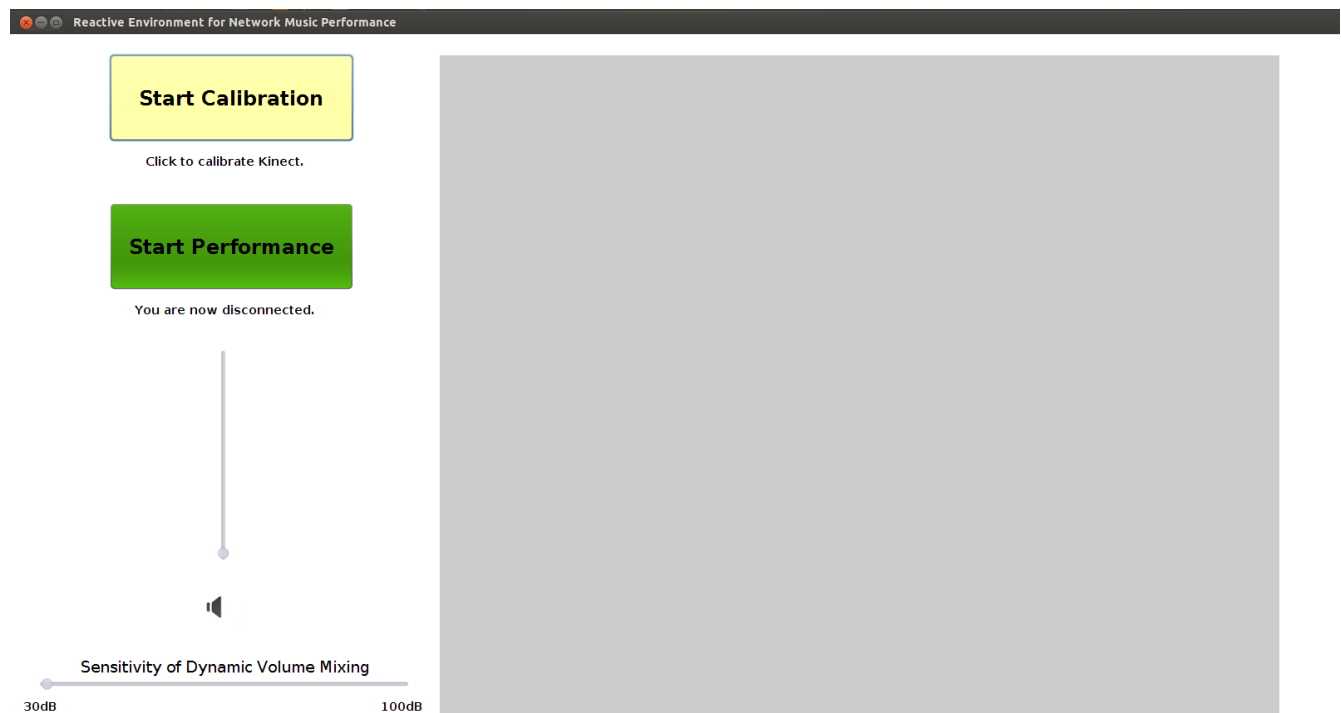 Reactive Environment for Network Music Performance
Start Calibration
Click to calibrate Kinect.
Start Performance
You are now disconnected.
Sensitivity of Dynamic Volume Mixing
30dB 100dB